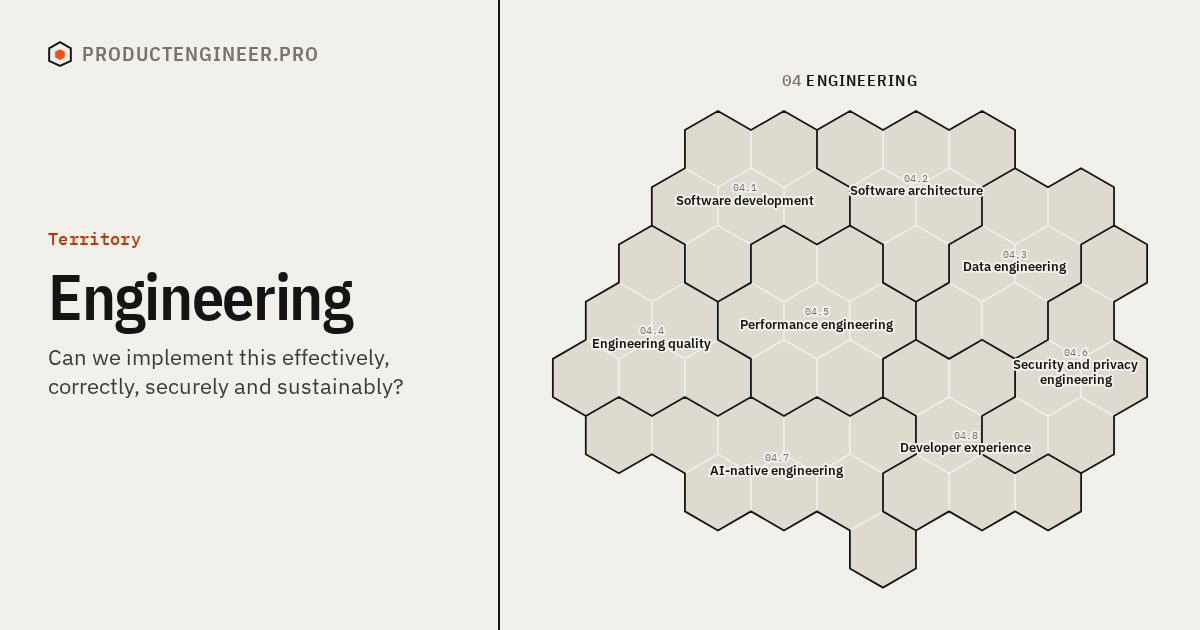 PRODUCTENGINEER.PRO
Territory
Engineering
Can we implement this effectively,
correctly, securely and sustainably?
04 ENGINEERING
04.1
Software development
04.2
Software architecture
04.3
Data engineering
04.4
Engineering quality
04.5
Performance engineering
04.6
Security and privacy
engineering
04.7
AI-native engineering
04.8
Developer experience